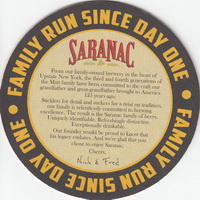 FAMILY RUN SINCE DAY ONE
SARANAC
From our family-owned brewery in the heart of
Upstate New York, the third and fourth generations of
the Matt family have been committed to the craft our
grandfather and great-grandfather brought to America
125 years ago.
Sticklers for detail and suckers for a true rut tradition,
our family is relentlessly committed to brewing
excellence. The result is the Saranac family of beers.
Uniquely identifiable. Refreshingly distinctive.
Exceptionally drinkable.
Our founder would be proud to know that
his legacy endures. And we're glad that you
chose to enjoy Saranac.
Cheers,
Nick & Fred
FAMILY RUN SINCE DAY ONE